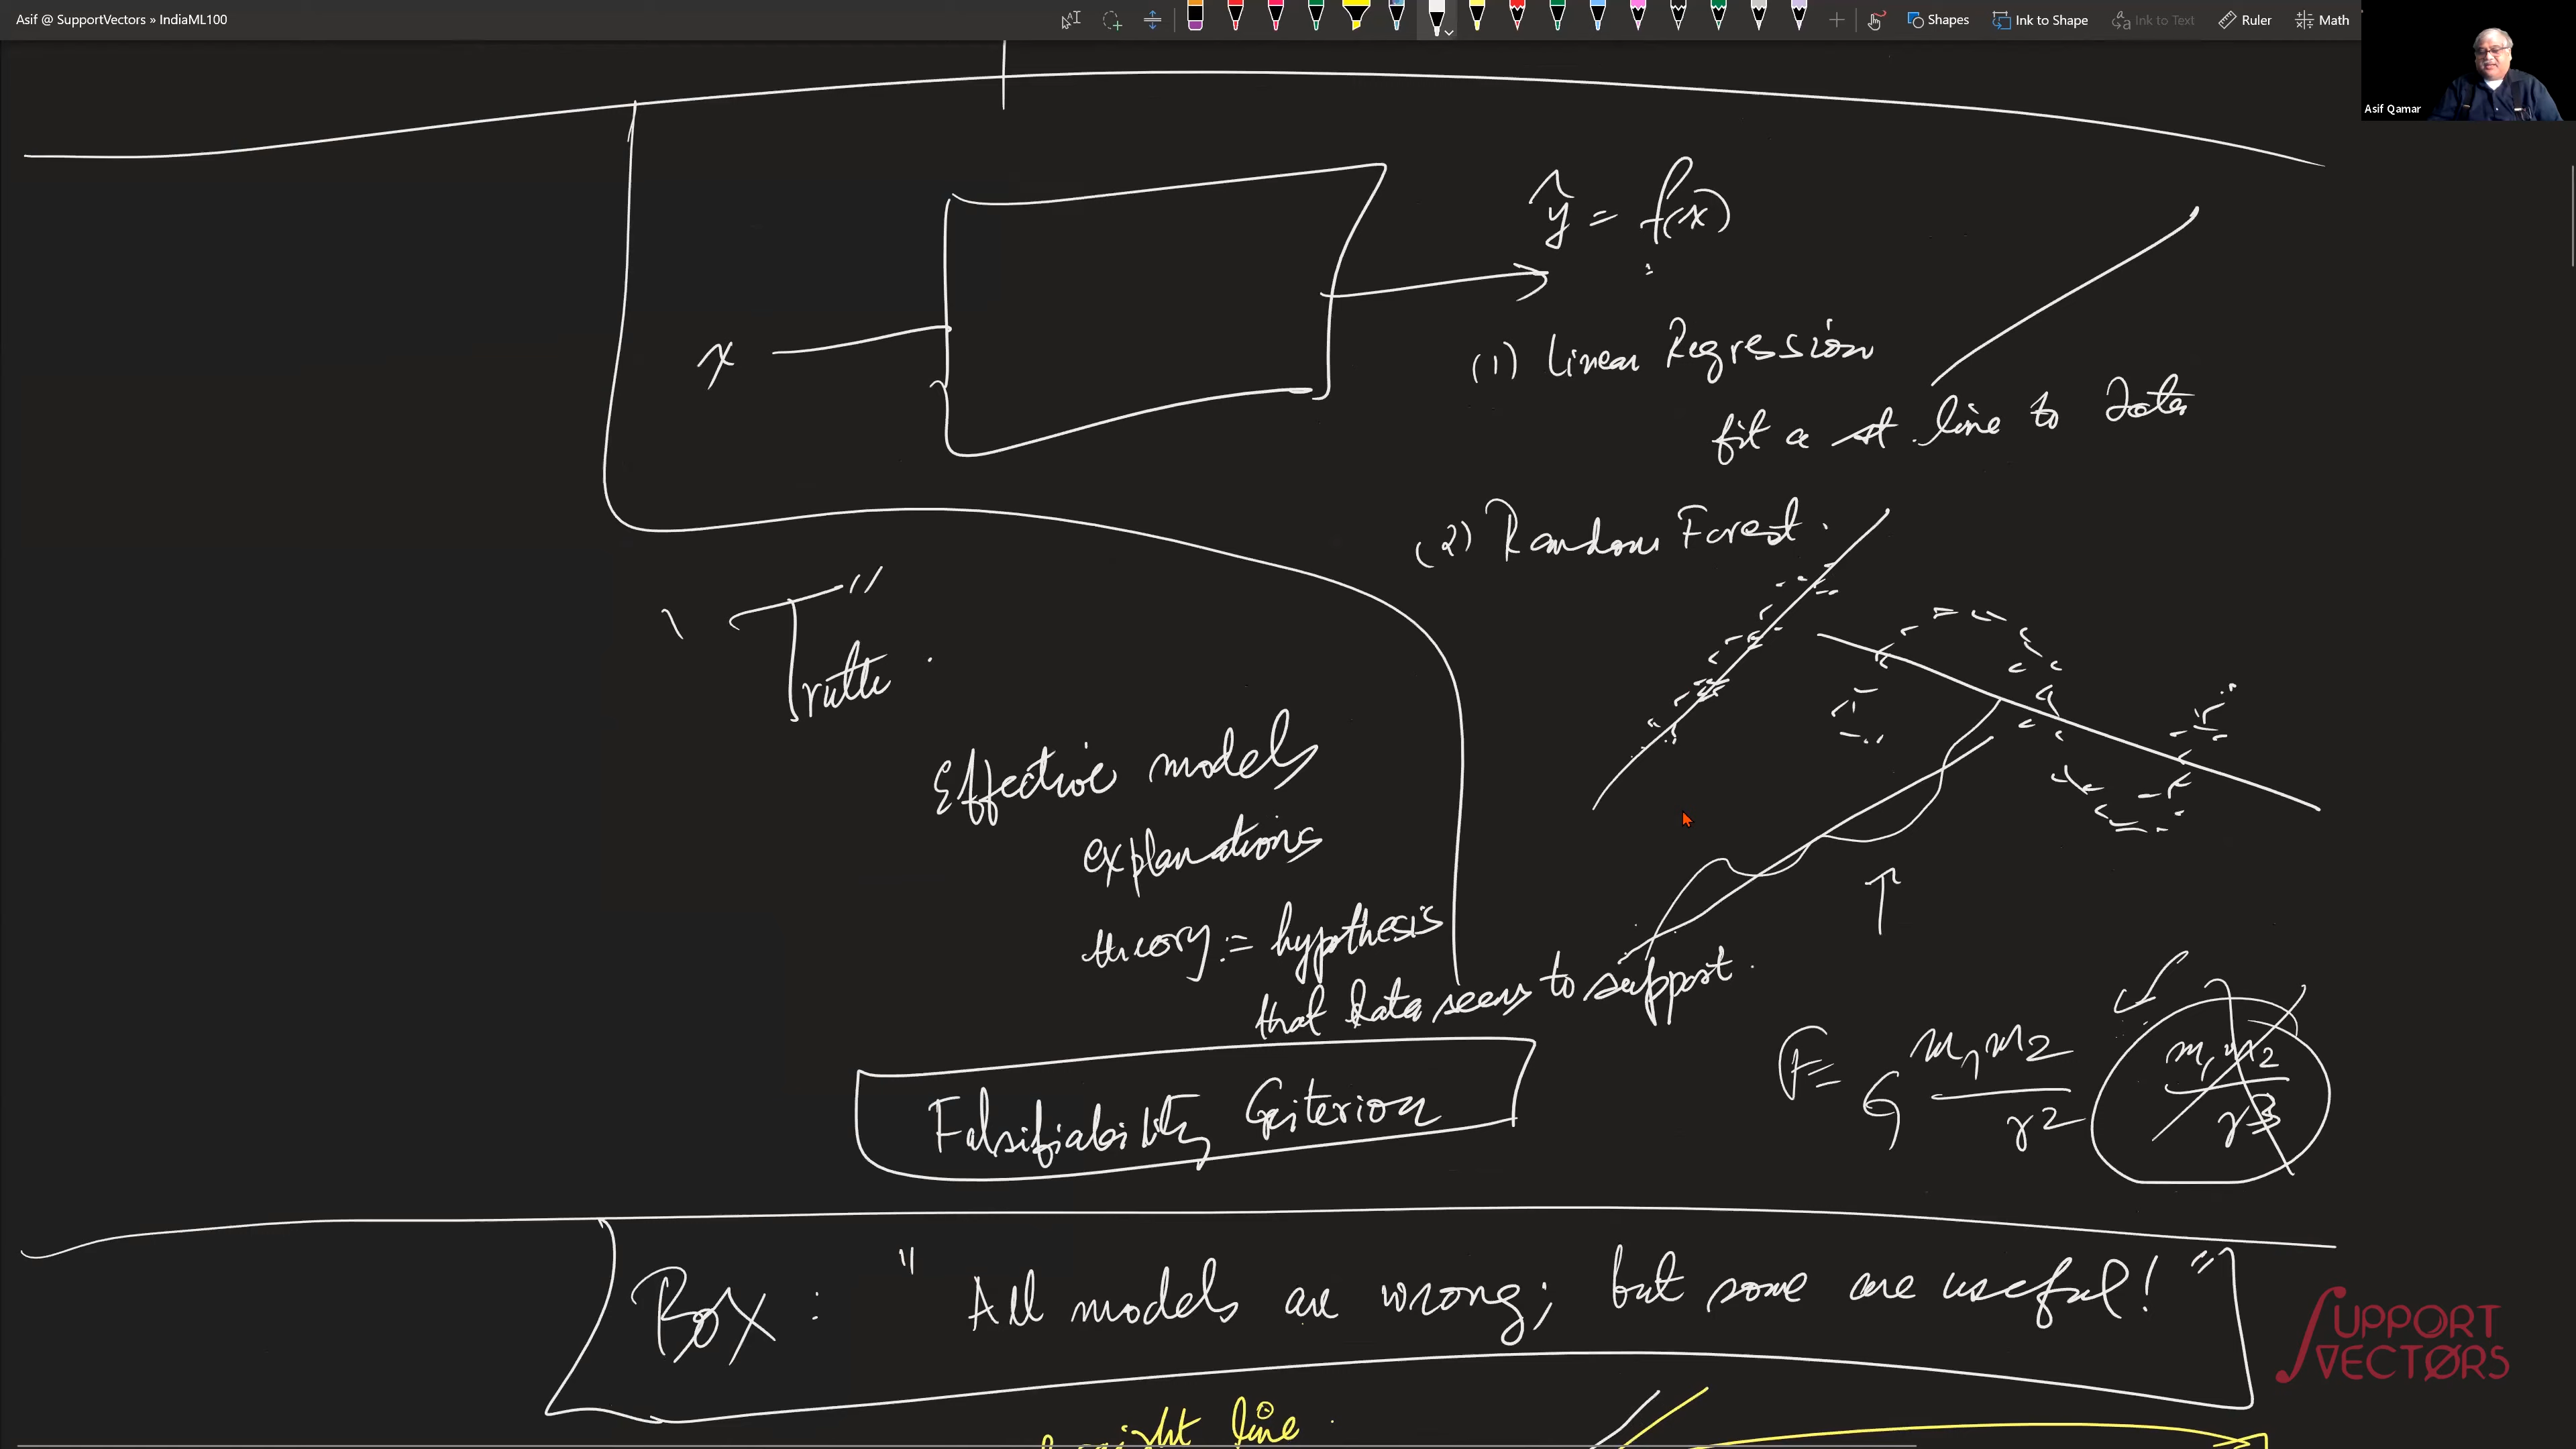 Asif @ SupportVectors » IndiaML100
Shapes
Ink to Shape
Ink to Text
Ruler
Math
Asif Qamar
ŷ = f(x)
x
(1) Linear Regression
fit a st. line to Data
(2) Random Forest.
"Truth".
Effective models
explanations
theory := hypothesis
that data seems to support.
F = G m₁m₂ / r²
m₁m₂ / r³
Falsifiability Criterion
Box : "All models are wrong; but some are useful!"
SUPPORT
VECTORS
line